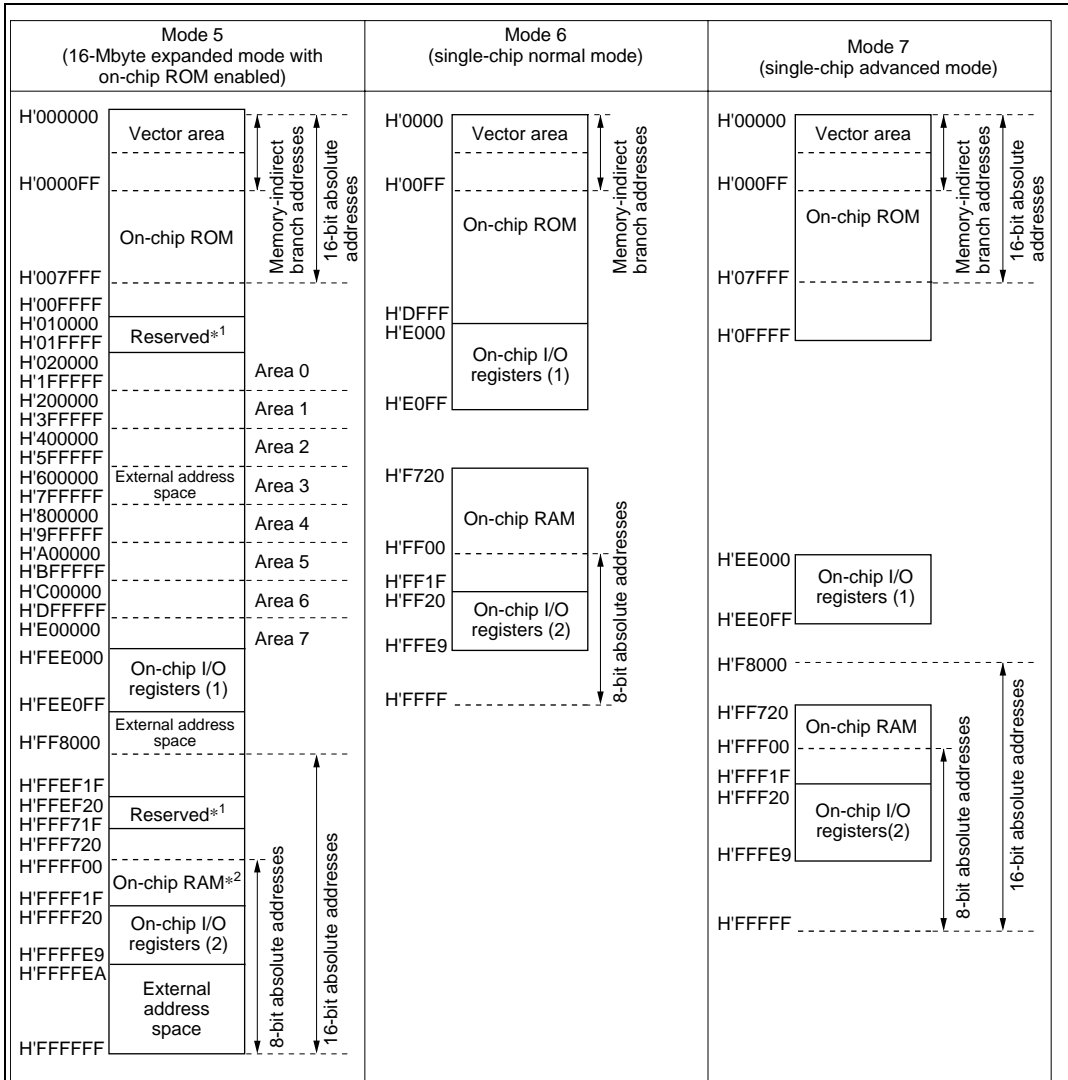 Mode 5
(16-Mbyte expanded mode with
on-chip ROM enabled)
H'000000
Vector area
H'0000FF
On-chip ROM
H'007FFF
H'00FFFF
H'010000
Reserved*1
H'01FFFF
H'020000
Area 0
H'1FFFFF
H'200000
Area 1
H'3FFFFF
H'400000
Area 2
H'5FFFFF
H'600000
External address
space
Area 3
H'7FFFFF
H'800000
Area 4
H'9FFFFF
H'A00000
Area 5
H'BFFFFF
H'C00000
Area 6
H'DFFFFF
H'E00000
Area 7
H'FEE000
On-chip I/O
registers (1)
H'FEE0FF
External address
space
H'FF8000
H'FFEF1F
H'FFEF20
Reserved*1
H'FFF71F
H'FFF720
H'FFFF00
On-chip RAM*2
H'FFFF1F
H'FFFF20
On-chip I/O
registers (2)
H'FFFFE9
H'FFFFEA
External
address
space
H'FFFFFF
Memory-indirect
branch addresses
16-bit absolute
addresses
8-bit absolute addresses
16-bit absolute addresses
Mode 6
(single-chip normal mode)
H'0000
Vector area
H'00FF
On-chip ROM
H'DFFF
H'E000
On-chip I/O
registers (1)
H'E0FF
H'F720
On-chip RAM
H'FF00
H'FF1F
H'FF20
On-chip I/O
registers (2)
H'FFE9
H'FFFF
Memory-indirect
branch addresses
8-bit absolute addresses
Mode 7
(single-chip advanced mode)
H'00000
Vector area
H'000FF
On-chip ROM
H'07FFF
H'0FFFF
H'EE000
On-chip I/O
registers (1)
H'EE0FF
H'F8000
H'FF720
On-chip RAM
H'FFF00
H'FFF1F
H'FFF20
On-chip I/O
registers(2)
H'FFFE9
H'FFFFF
Memory-indirect
branch addresses
16-bit absolute
addresses
8-bit absolute addresses
16-bit absolute addresses